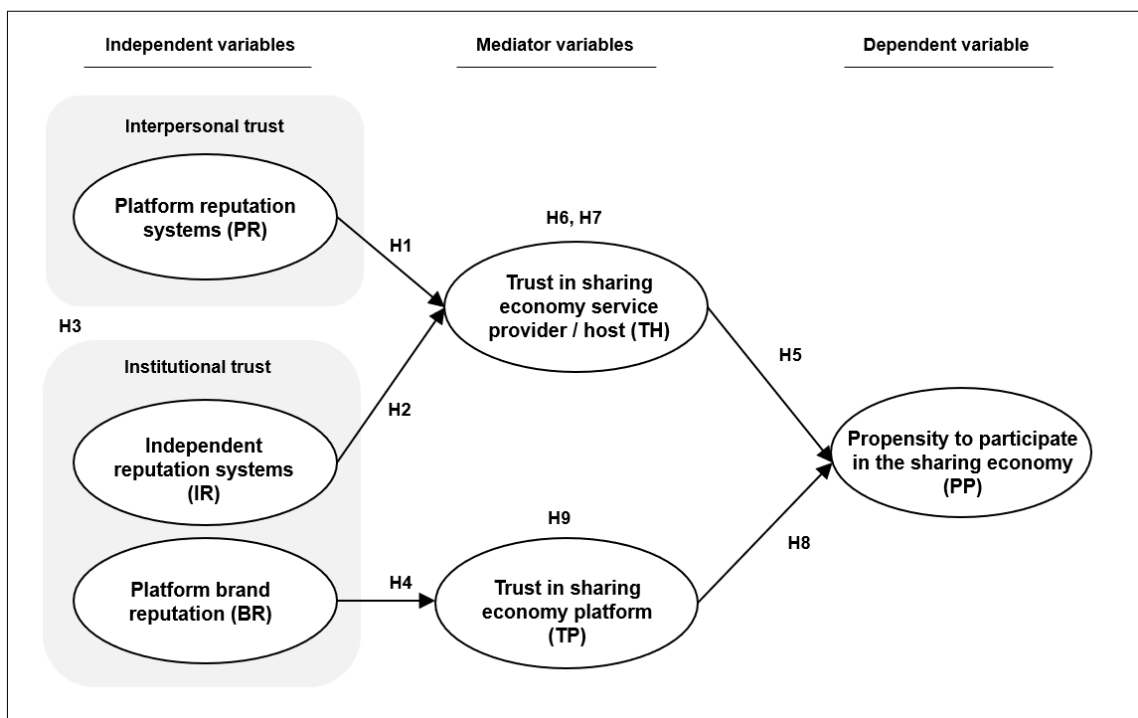 Independent variables
Mediator variables
Dependent variable
Interpersonal trust
Platform reputation
systems (PR)
H1
H6, H7
Trust in sharing
economy service
provider / host (TH)
H3
Institutional trust
H2
H5
Independent
reputation systems
(IR)
Propensity to participate
in the sharing economy
(PP)
H9
H8
Platform brand
reputation (BR)
H4
Trust in sharing
economy platform
(TP)